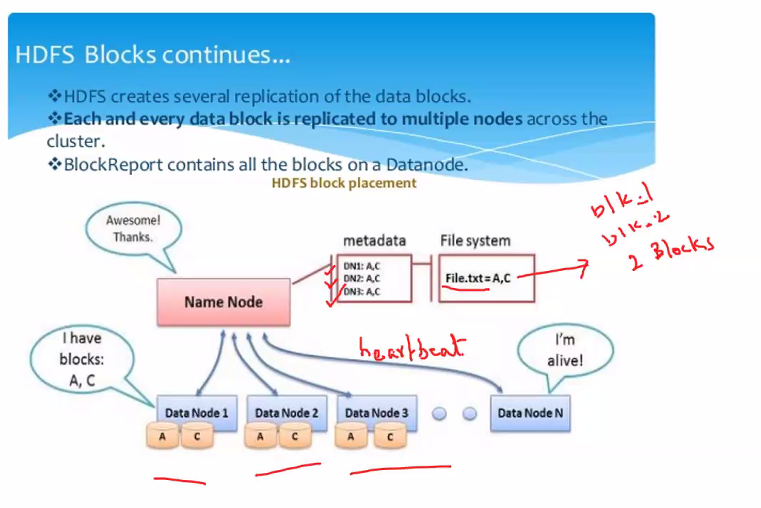 HDFS Blocks continues...
❖HDFS creates several replication of the data blocks.
❖Each and every data block is replicated to multiple nodes across the
cluster.
❖BlockReport contains all the blocks on a Datanode.
HDFS block placement
Awesome!
Thanks.
metadata
File system
DN1: A,C
DN2: A,C
DN3: A,C
File.txt=A,C
blk-1
blk-2
2 Blocks
Name Node
I have
blocks:
A, C
heartbeat
I'm
alive!
Data Node 1
Data Node 2
Data Node 3
Data Node N
A
C
A
C
A
C